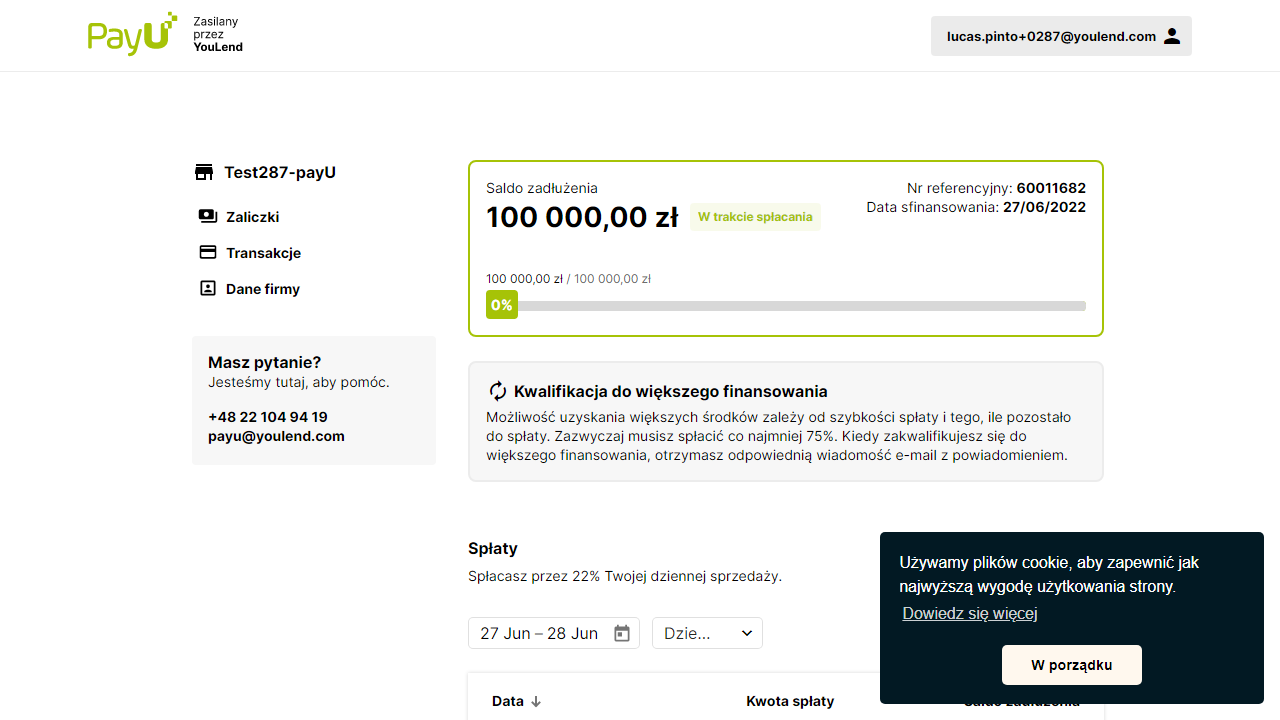 PayU
Zasilany
przez
YouLend
lucas.pinto+0287@youlend.com
Test287-payU
Zaliczki
Transakcje
Dane firmy
Masz pytanie?
Jesteśmy tutaj, aby pomóc.
+48 22 104 94 19
payu@youlend.com
Saldo zadłużenia
100 000,00 zł
W trakcie spłacania
Nr referencyjny: 60011682
Data sfinansowania: 27/06/2022
100 000,00 zł / 100 000,00 zł
0%
Kwalifikacja do większego finansowania
Możliwość uzyskania większych środków zależy od szybkości spłaty i tego, ile pozostało
do spłaty. Zazwyczaj musisz spłacić co najmniej 75%. Kiedy zakwalifikujesz się do
większego finansowania, otrzymasz odpowiednią wiadomość e-mail z powiadomieniem.
Spłaty
Spłacasz przez 22% Twojej dziennej sprzedaży.
27 Jun – 28 Jun
Dzie...
Data
Kwota spłaty
Saldo zadłużenia
Używamy plików cookie, aby zapewnić jak
najwyższą wygodę użytkowania strony.
Dowiedz się więcej
W porządku